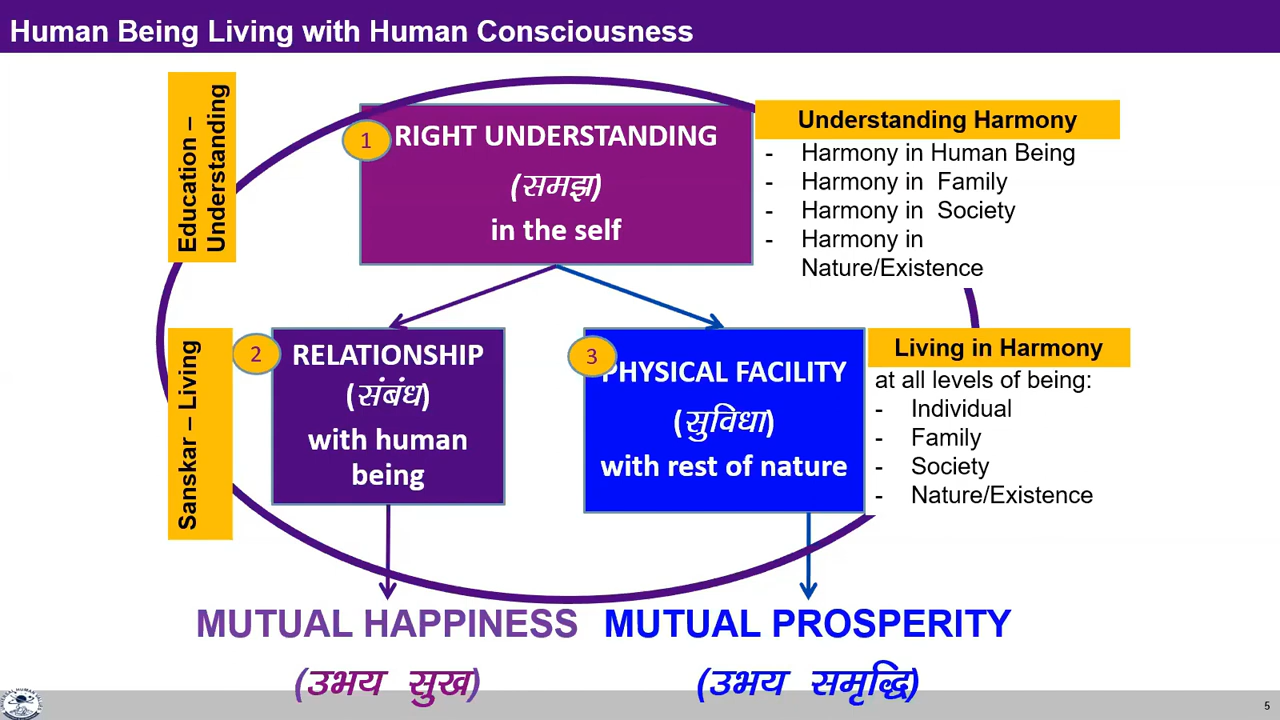 Human Being Living with Human Consciousness
Education –
Understanding
1
RIGHT UNDERSTANDING
(समझ)
in the self
Understanding Harmony
- Harmony in Human Being
- Harmony in Family
- Harmony in Society
- Harmony in
Nature/Existence
Sanskar – Living
2
RELATIONSHIP
(संबंध)
with human
being
3
PHYSICAL FACILITY
(सुविधा)
with rest of nature
Living in Harmony
at all levels of being:
- Individual
- Family
- Society
- Nature/Existence
MUTUAL HAPPINESS
(उभय सुख)
MUTUAL PROSPERITY
(उभय समृद्धि)
5